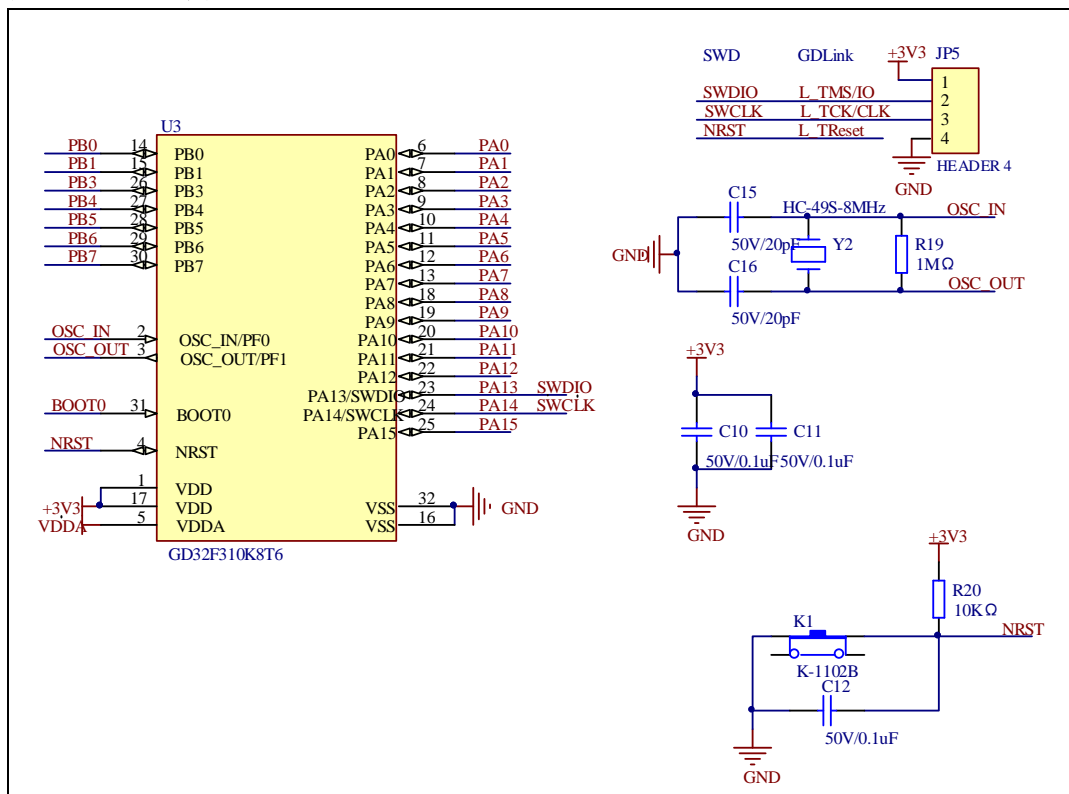 SWD GDLink +3V3 JP5
SWDIO L_TMS/IO 1
SWCLK L_TCK/CLK 2
NRST L_TReset 3
4
HEADER 4
GND
U3
PB0 14 PB0 PA0 6 PA0
PB1 15 PB1 PA1 7 PA1
PB3 26 PB3 PA2 8 PA2
PB4 27 PB4 PA3 9 PA3
PB5 28 PB5 PA4 10 PA4
PB6 29 PB6 PA5 11 PA5
PB7 30 PB7 PA6 12 PA6
PA7 13 PA7
PA8 18 PA8
PA9 19 PA9
OSC_IN 2 OSC_IN/PF0 PA10 20 PA10
OSC_OUT 3 OSC_OUT/PF1 PA11 21 PA11
PA12 22 PA12
PA13/SWDIO 23 PA13 SWDIO
BOOT0 31 BOOT0 PA14/SWCLK 24 PA14 SWCLK
PA15 25 PA15
NRST 4 NRST
1 VDD
+3V3 17 VDD VSS 32 GND
VDDA 5 VDDA VSS 16
GD32F310K8T6
C15 HC-49S-8MHz OSC_IN
50V/20pF Y2 R19
GND 1MΩ
C16 OSC_OUT
50V/20pF
+3V3
C10 C11
50V/0.1uF 50V/0.1uF
GND
+3V3
R20
10KΩ
K1 NRST
K-1102B
C12
50V/0.1uF
GND